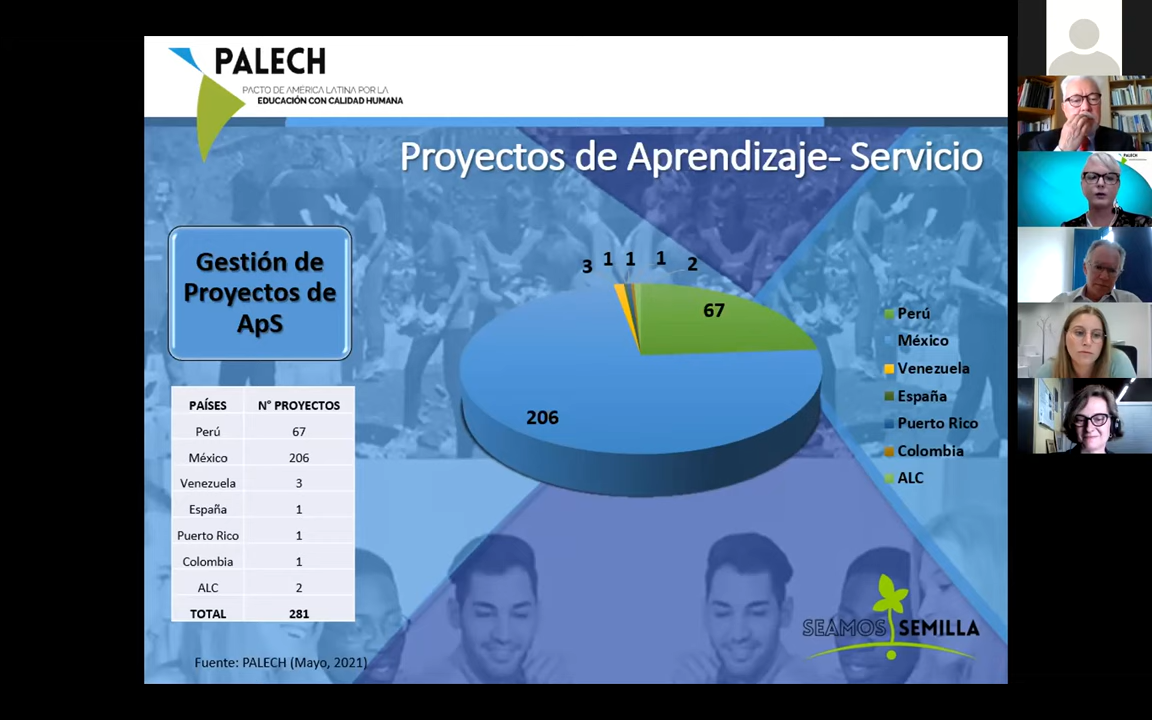 PALECH
PACTO DE AMÉRICA LATINA POR LA
EDUCACIÓN CON CALIDAD HUMANA
Proyectos de Aprendizaje- Servicio
Gestión de
Proyectos de
ApS
PAÍSES N° PROYECTOS
Perú 67
México 206
Venezuela 3
España 1
Puerto Rico 1
Colombia 1
ALC 2
TOTAL 281
Fuente: PALECH (Mayo, 2021)
3 1 1 1 2
67
206
Perú
México
Venezuela
España
Puerto Rico
Colombia
ALC
SEAMOS SEMILLA
PALECH